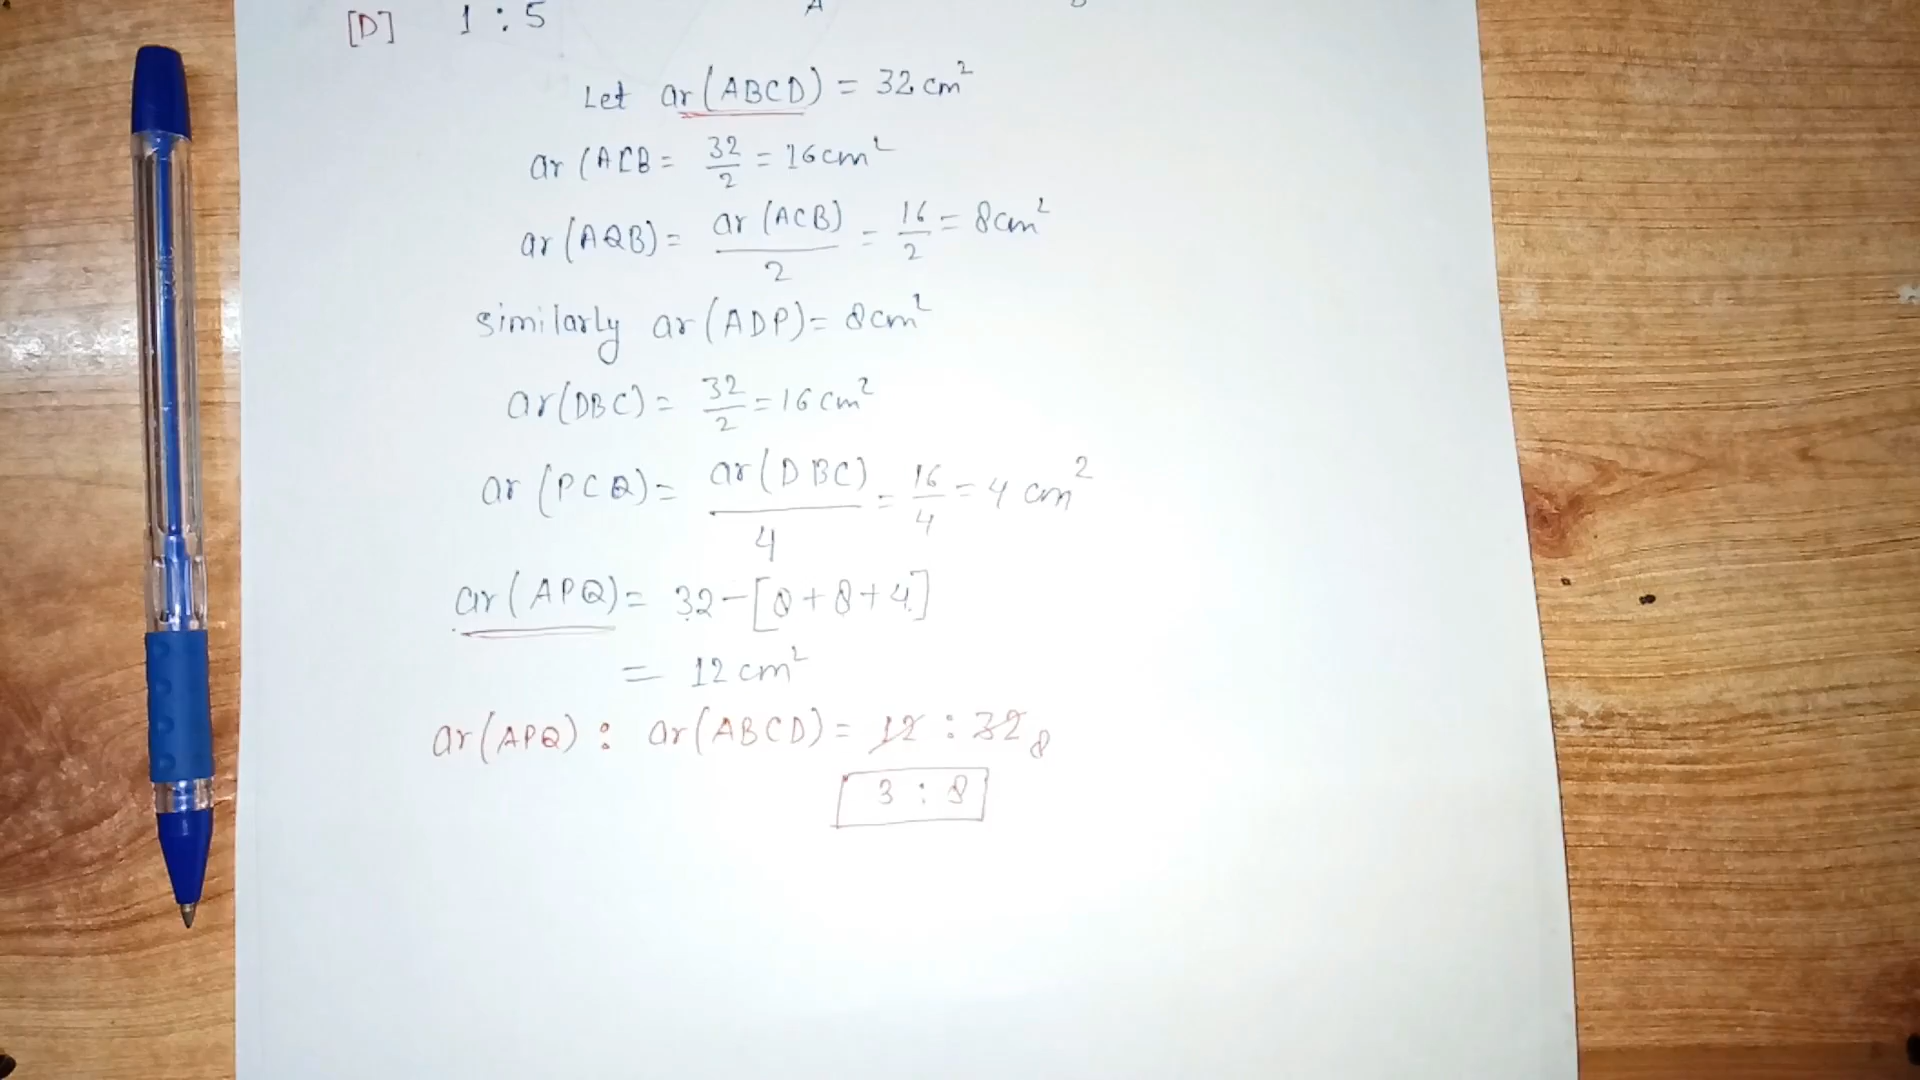 [D] 1 : 5 A
Let ar(ABCD) = 32 cm²
ar (ACB = 32/2 = 16 cm²
ar (AQB) = ar (ACB)/2 = 16/2 = 8 cm²
similarly ar (ADP) = 8 cm²
ar(DBC) = 32/2 = 16 cm²
ar (PCQ) = ar (DBC)/4 = 16/4 = 4 cm²
ar (APQ) = 32 - [8 + 8 + 4]
= 12 cm²
ar (APQ) : ar (ABCD) = 12 : 32 8
3 : 8